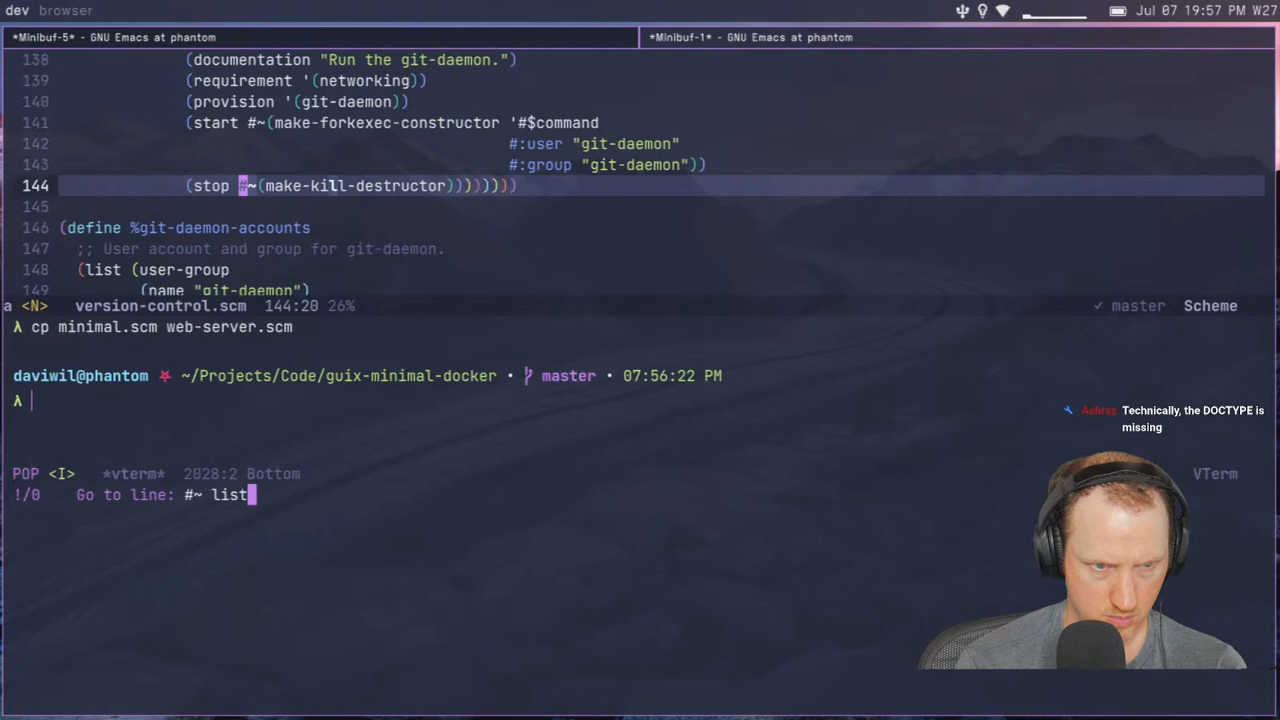 dev browser
Jul 07 19:57 PM W27
*Minibuf-5* - GNU Emacs at phantom
*Minibuf-1* - GNU Emacs at phantom
138 (documentation "Run the git-daemon.")
139 (requirement '(networking))
140 (provision '(git-daemon))
141 (start #~(make-forkexec-constructor '#$command
142 #:user "git-daemon"
143 #:group "git-daemon"))
144 (stop #~(make-kill-destructor))))))))
145
146 (define %git-daemon-accounts
147 ;; User account and group for git-daemon.
148 (list (user-group
149 (name "git-daemon")
a <N> version-control.scm 144:20 26% ✓ master Scheme
λ cp minimal.scm web-server.scm
daviwil@phantom ~/Projects/Code/guix-minimal-docker • master • 07:56:22 PM
λ
Ashraz Technically, the DOCTYPE is
missing
POP <I> *vterm* 2028:2 Bottom VTerm
!/0 Go to line: #~ list